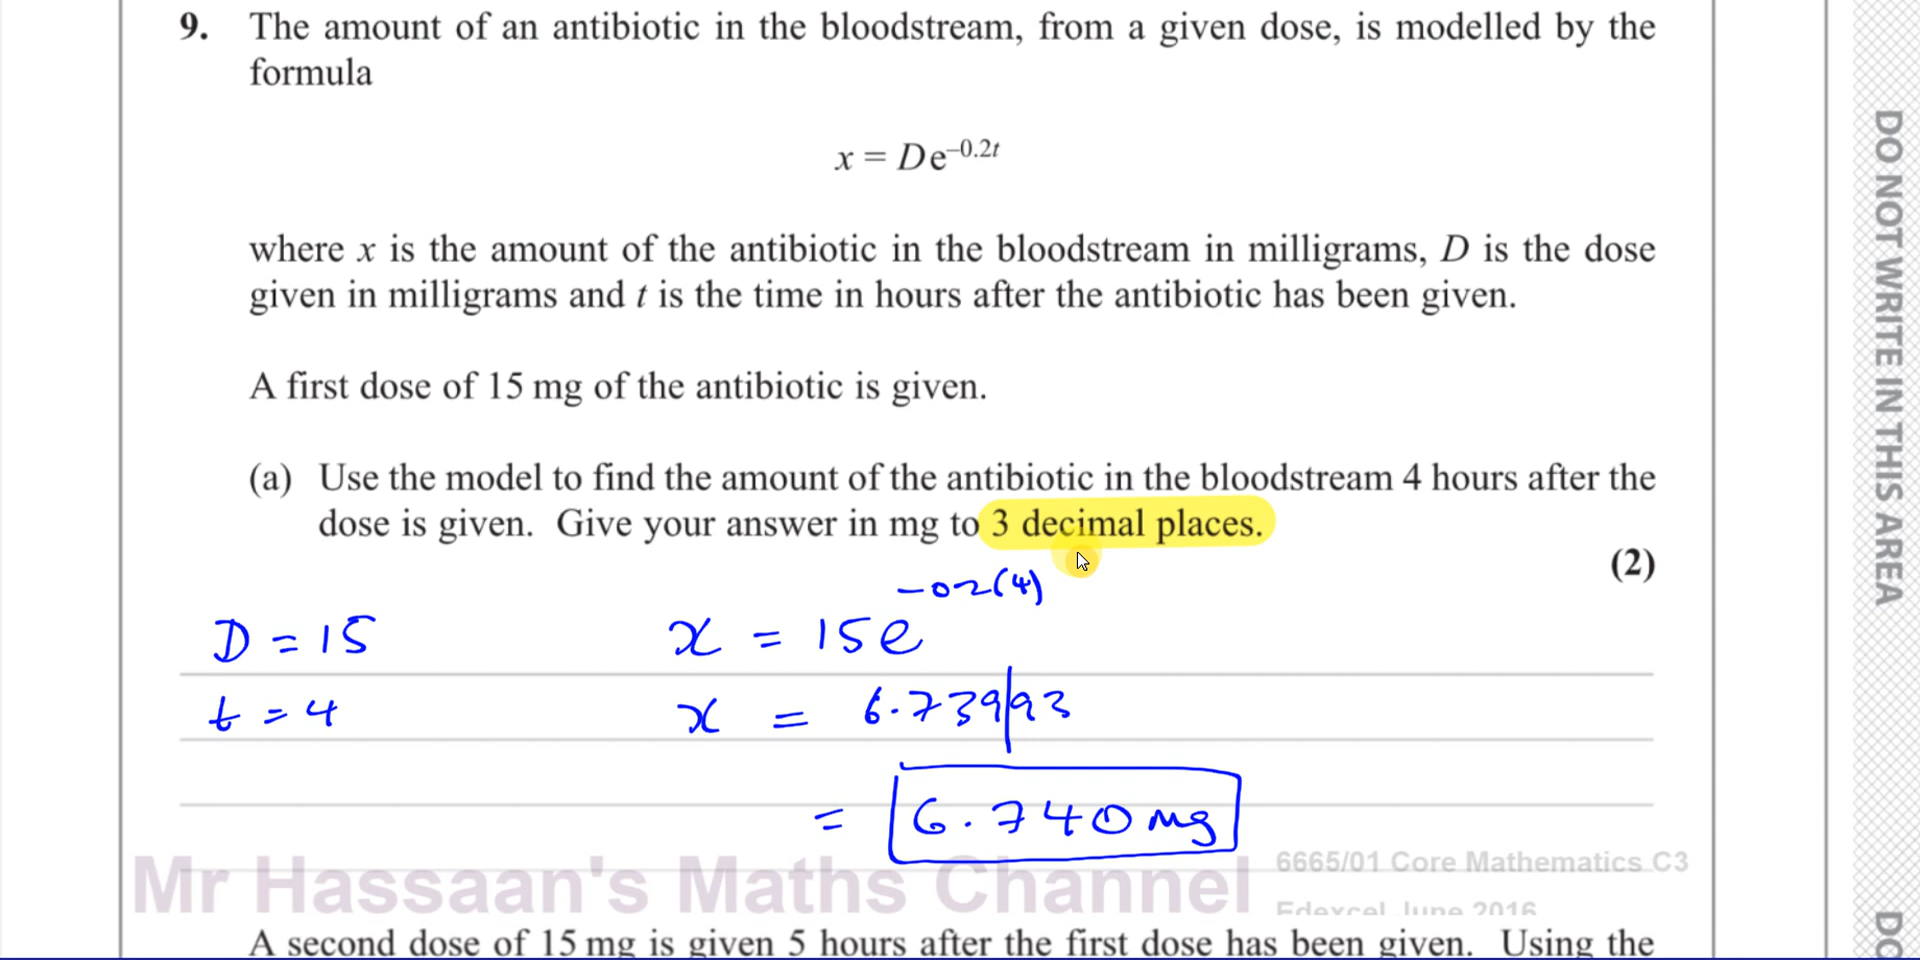 9. The amount of an antibiotic in the bloodstream, from a given dose, is modelled by the
formula
x = De^–0.2t
where x is the amount of the antibiotic in the bloodstream in milligrams, D is the dose
given in milligrams and t is the time in hours after the antibiotic has been given.
A first dose of 15 mg of the antibiotic is given.
(a) Use the model to find the amount of the antibiotic in the bloodstream 4 hours after the
dose is given. Give your answer in mg to 3 decimal places.
(2)
D = 15
t = 4
x = 15e^-02(4)
x = 6.739|93
= 6.740mg
Mr Hassaan's Maths Channel
6665/01 Core Mathematics C3
Edexcel June 2016
A second dose of 15 mg is given 5 hours after the first dose has been given. Using the
DO NOT WRITE IN THIS AREA
DO